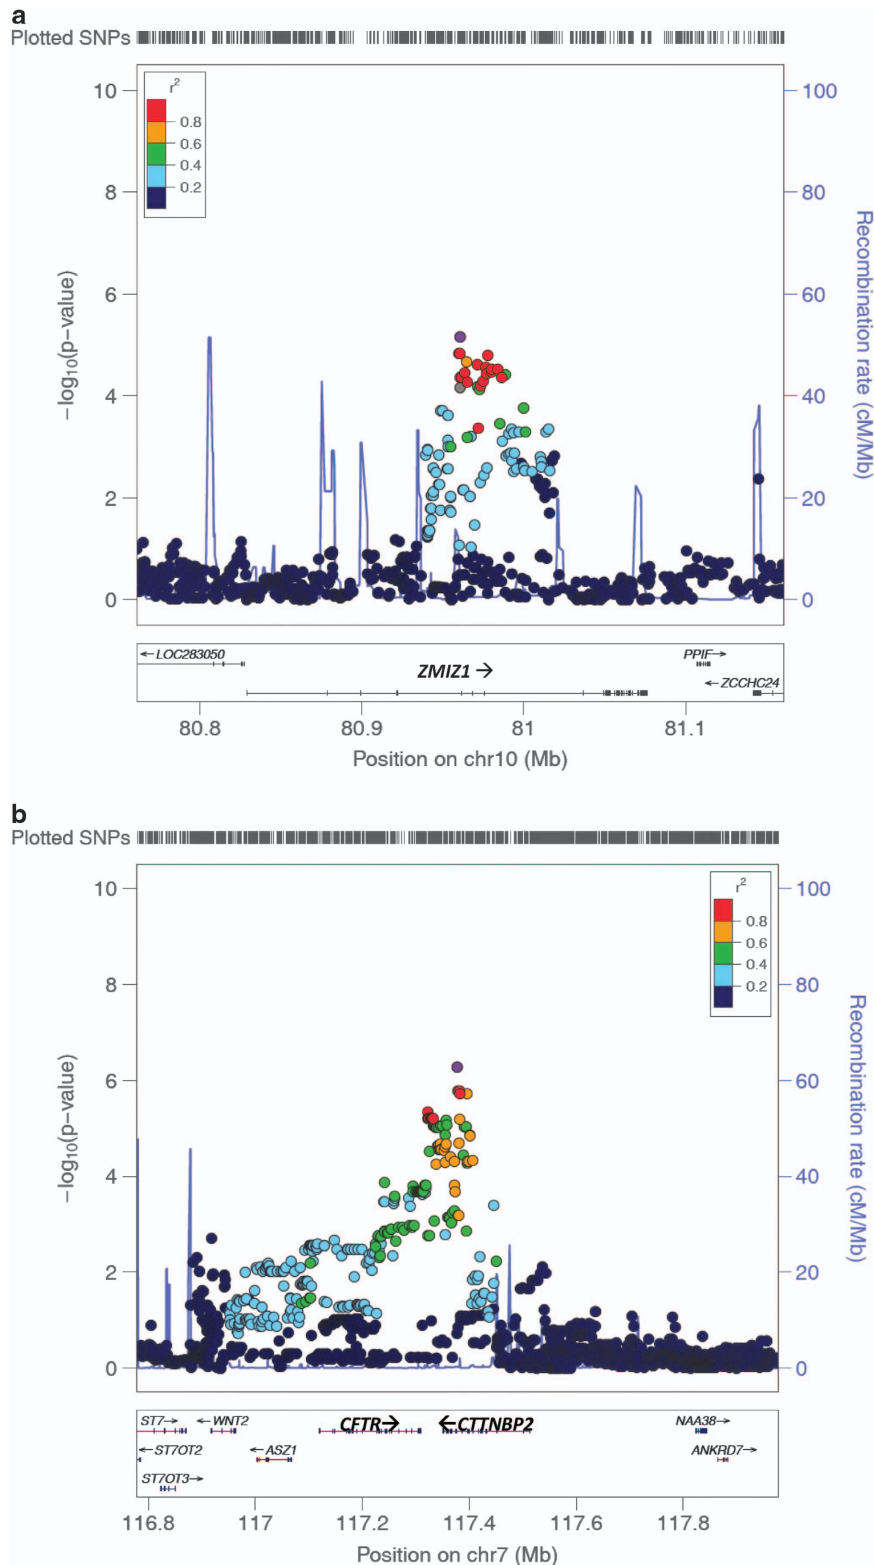 a
Plotted SNPs
r2
0.8
0.6
0.4
0.2
10
8
6
4
2
0
−log10(p−value)
100
80
60
40
20
0
Recombination rate (cM/Mb)
←LOC283050
ZMIZ1 →
PPIF→
←ZCCHC24
80.8 80.9 81 81.1
Position on chr10 (Mb)
b
Plotted SNPs
r2
0.8
0.6
0.4
0.2
10
8
6
4
2
0
−log10(p−value)
100
80
60
40
20
0
Recombination rate (cM/Mb)
ST7→ ←WNT2 CFTR→ ←CTTNBP2 NAA38→
←ST7OT2 ←ASZ1 ANKRD7→
ST7OT3→
116.8 117 117.2 117.4 117.6 117.8
Position on chr7 (Mb)